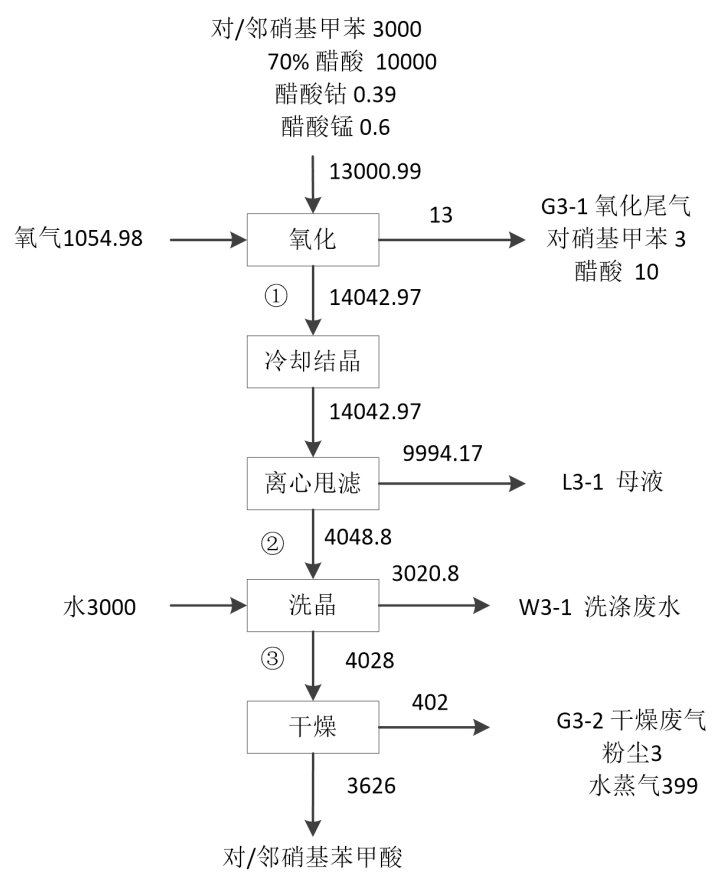 对/邻硝基甲苯 3000
70% 醋酸 10000
醋酸钴 0.39
醋酸锰 0.6
13000.99
氧气1054.98
氧化
13
G3-1 氧化尾气
对硝基甲苯 3
醋酸 10
①
14042.97
冷却结晶
14042.97
离心甩滤
9994.17
L3-1 母液
②
4048.8
水3000
洗晶
3020.8
W3-1 洗涤废水
③
4028
干燥
402
G3-2 干燥废气
粉尘3
水蒸气399
3626
对/邻硝基苯甲酸